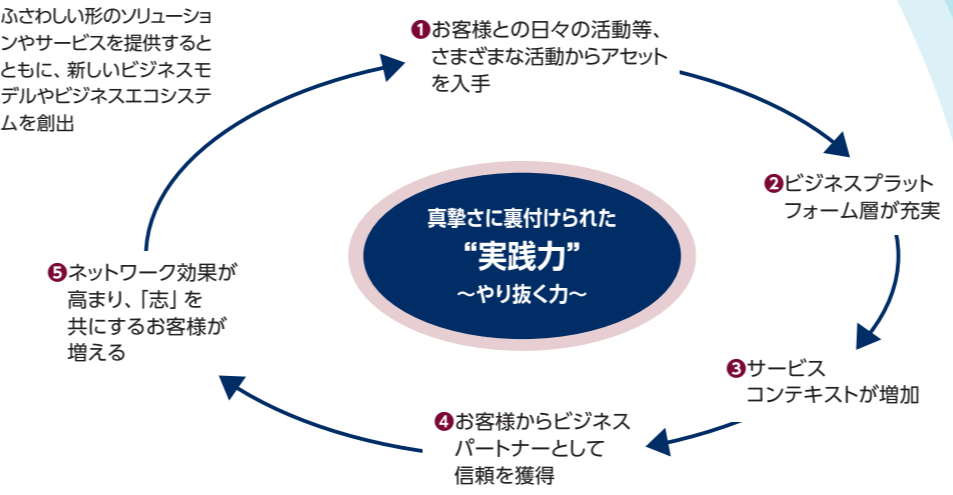 ふさわしい形のソリューショ
ンやサービスを提供すると
ともに、新しいビジネスモ
デルやビジネスエコシステ
ムを創出
❶お客様との日々の活動等、
さまざまな活動からアセット
を入手
❷ビジネスプラット
フォーム層が充実
真摯さに裏付けられた
“実践力”
～やり抜く力～
❸サービス
コンテキストが増加
❹お客様からビジネス
パートナーとして
信頼を獲得
❺ネットワーク効果が
高まり、「志」を
共にするお客様が
増える